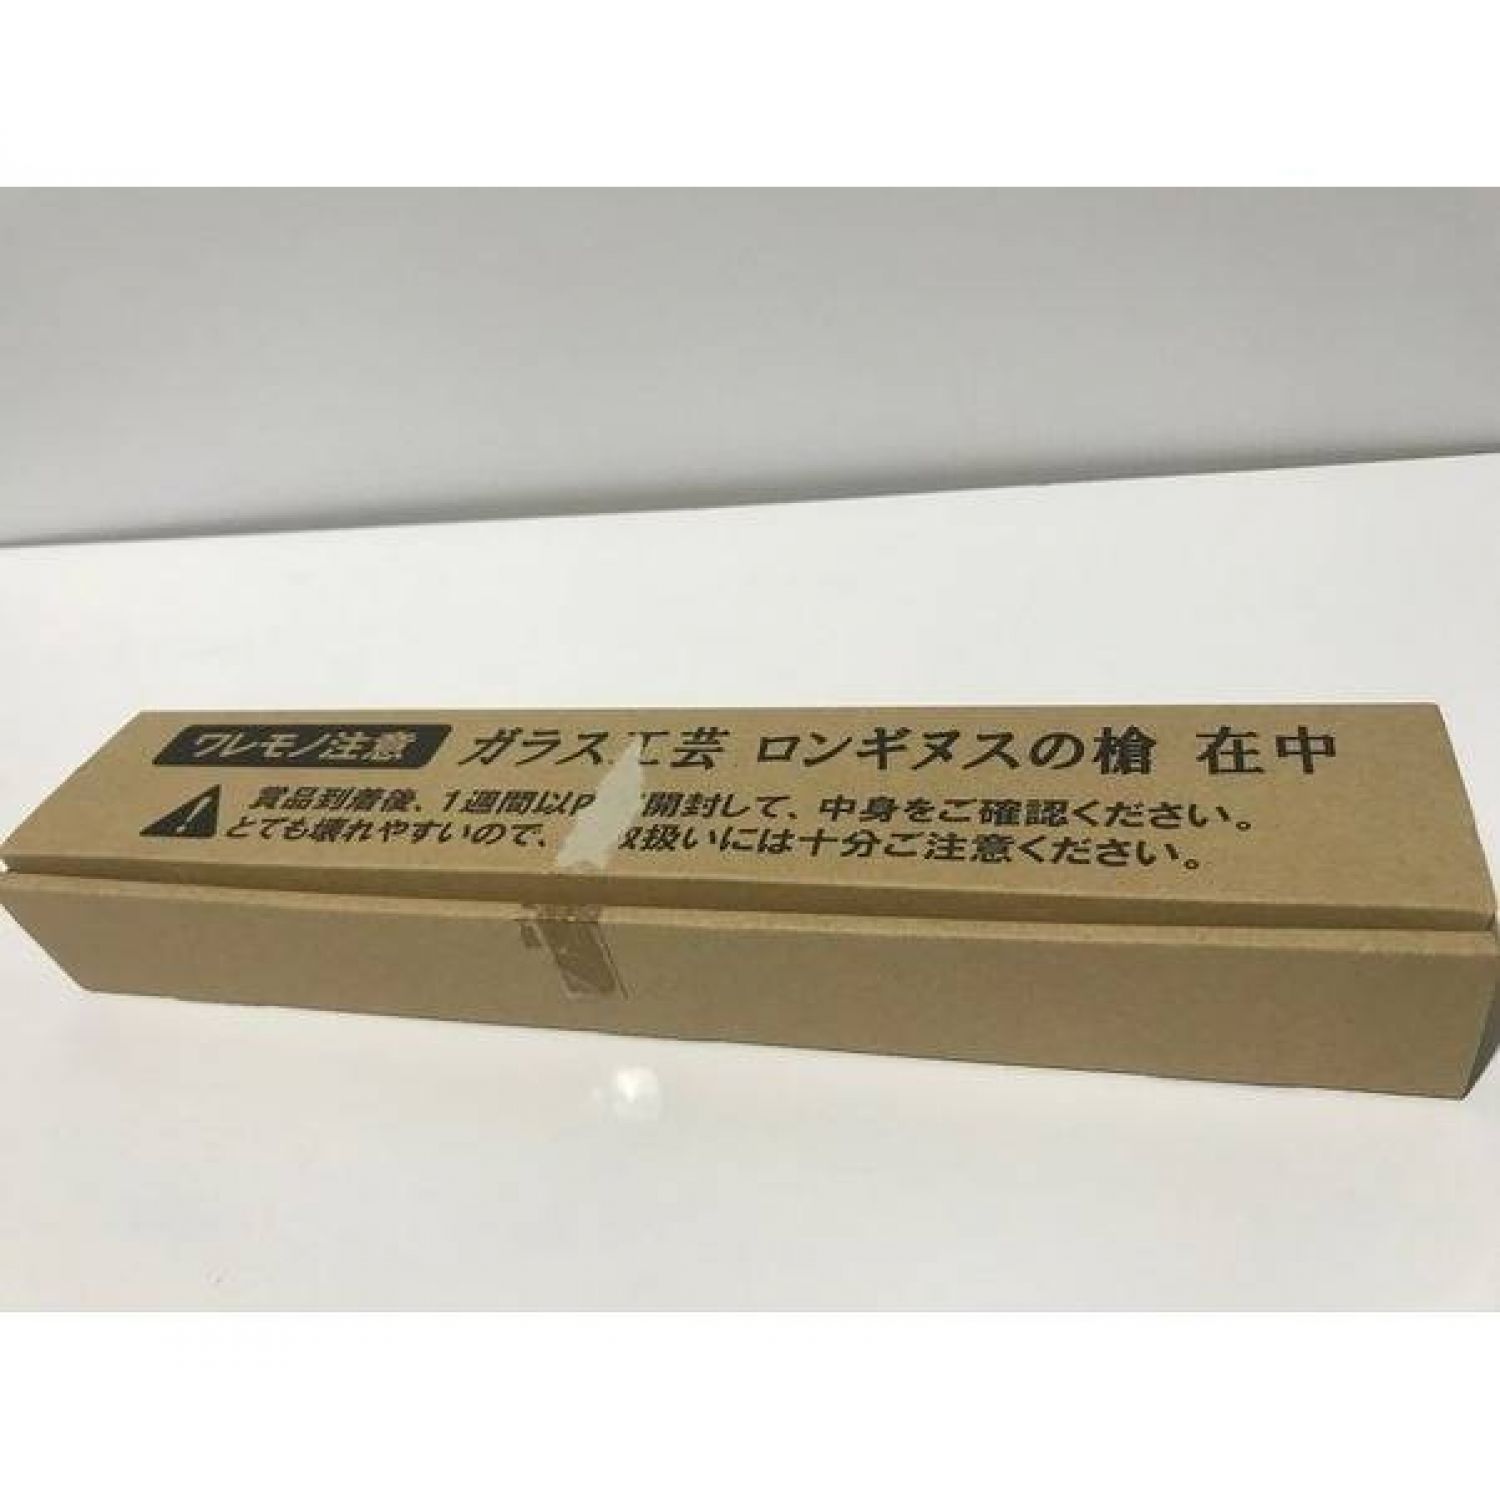 ワレモノ注意 ガラス工芸 ロンギヌスの槍 在中
賞品到着後、1週間以 開封して、中身をご確認ください。
とても壊れやすいので、 取扱いには十分ご注意ください。